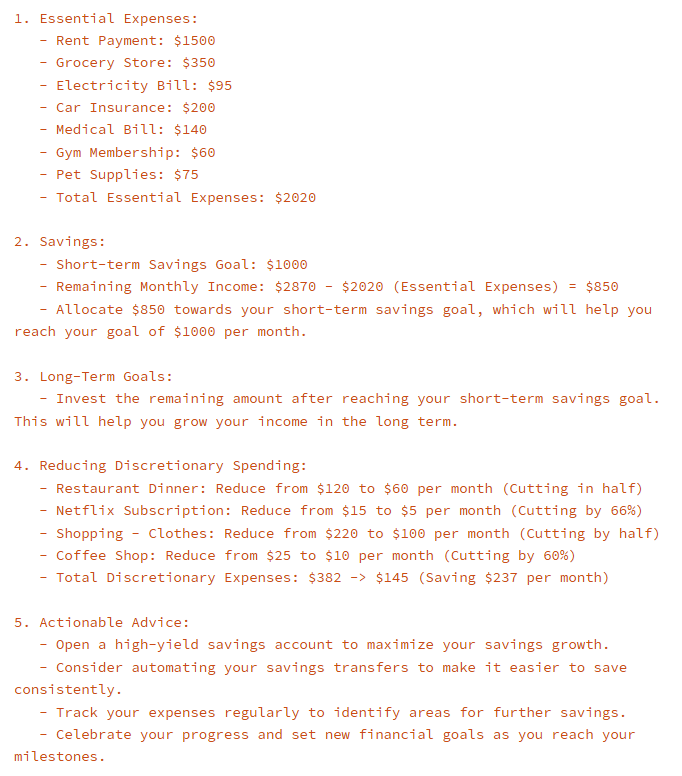 1. Essential Expenses:
   - Rent Payment: $1500
   - Grocery Store: $350
   - Electricity Bill: $95
   - Car Insurance: $200
   - Medical Bill: $140
   - Gym Membership: $60
   - Pet Supplies: $75
   - Total Essential Expenses: $2020

2. Savings:
   - Short-term Savings Goal: $1000
   - Remaining Monthly Income: $2870 - $2020 (Essential Expenses) = $850
   - Allocate $850 towards your short-term savings goal, which will help you
reach your goal of $1000 per month.

3. Long-Term Goals:
   - Invest the remaining amount after reaching your short-term savings goal.
This will help you grow your income in the long term.

4. Reducing Discretionary Spending:
   - Restaurant Dinner: Reduce from $120 to $60 per month (Cutting in half)
   - Netflix Subscription: Reduce from $15 to $5 per month (Cutting by 66%)
   - Shopping - Clothes: Reduce from $220 to $100 per month (Cutting by half)
   - Coffee Shop: Reduce from $25 to $10 per month (Cutting by 60%)
   - Total Discretionary Expenses: $382 -> $145 (Saving $237 per month)

5. Actionable Advice:
   - Open a high-yield savings account to maximize your savings growth.
   - Consider automating your savings transfers to make it easier to save
consistently.
   - Track your expenses regularly to identify areas for further savings.
   - Celebrate your progress and set new financial goals as you reach your
milestones.